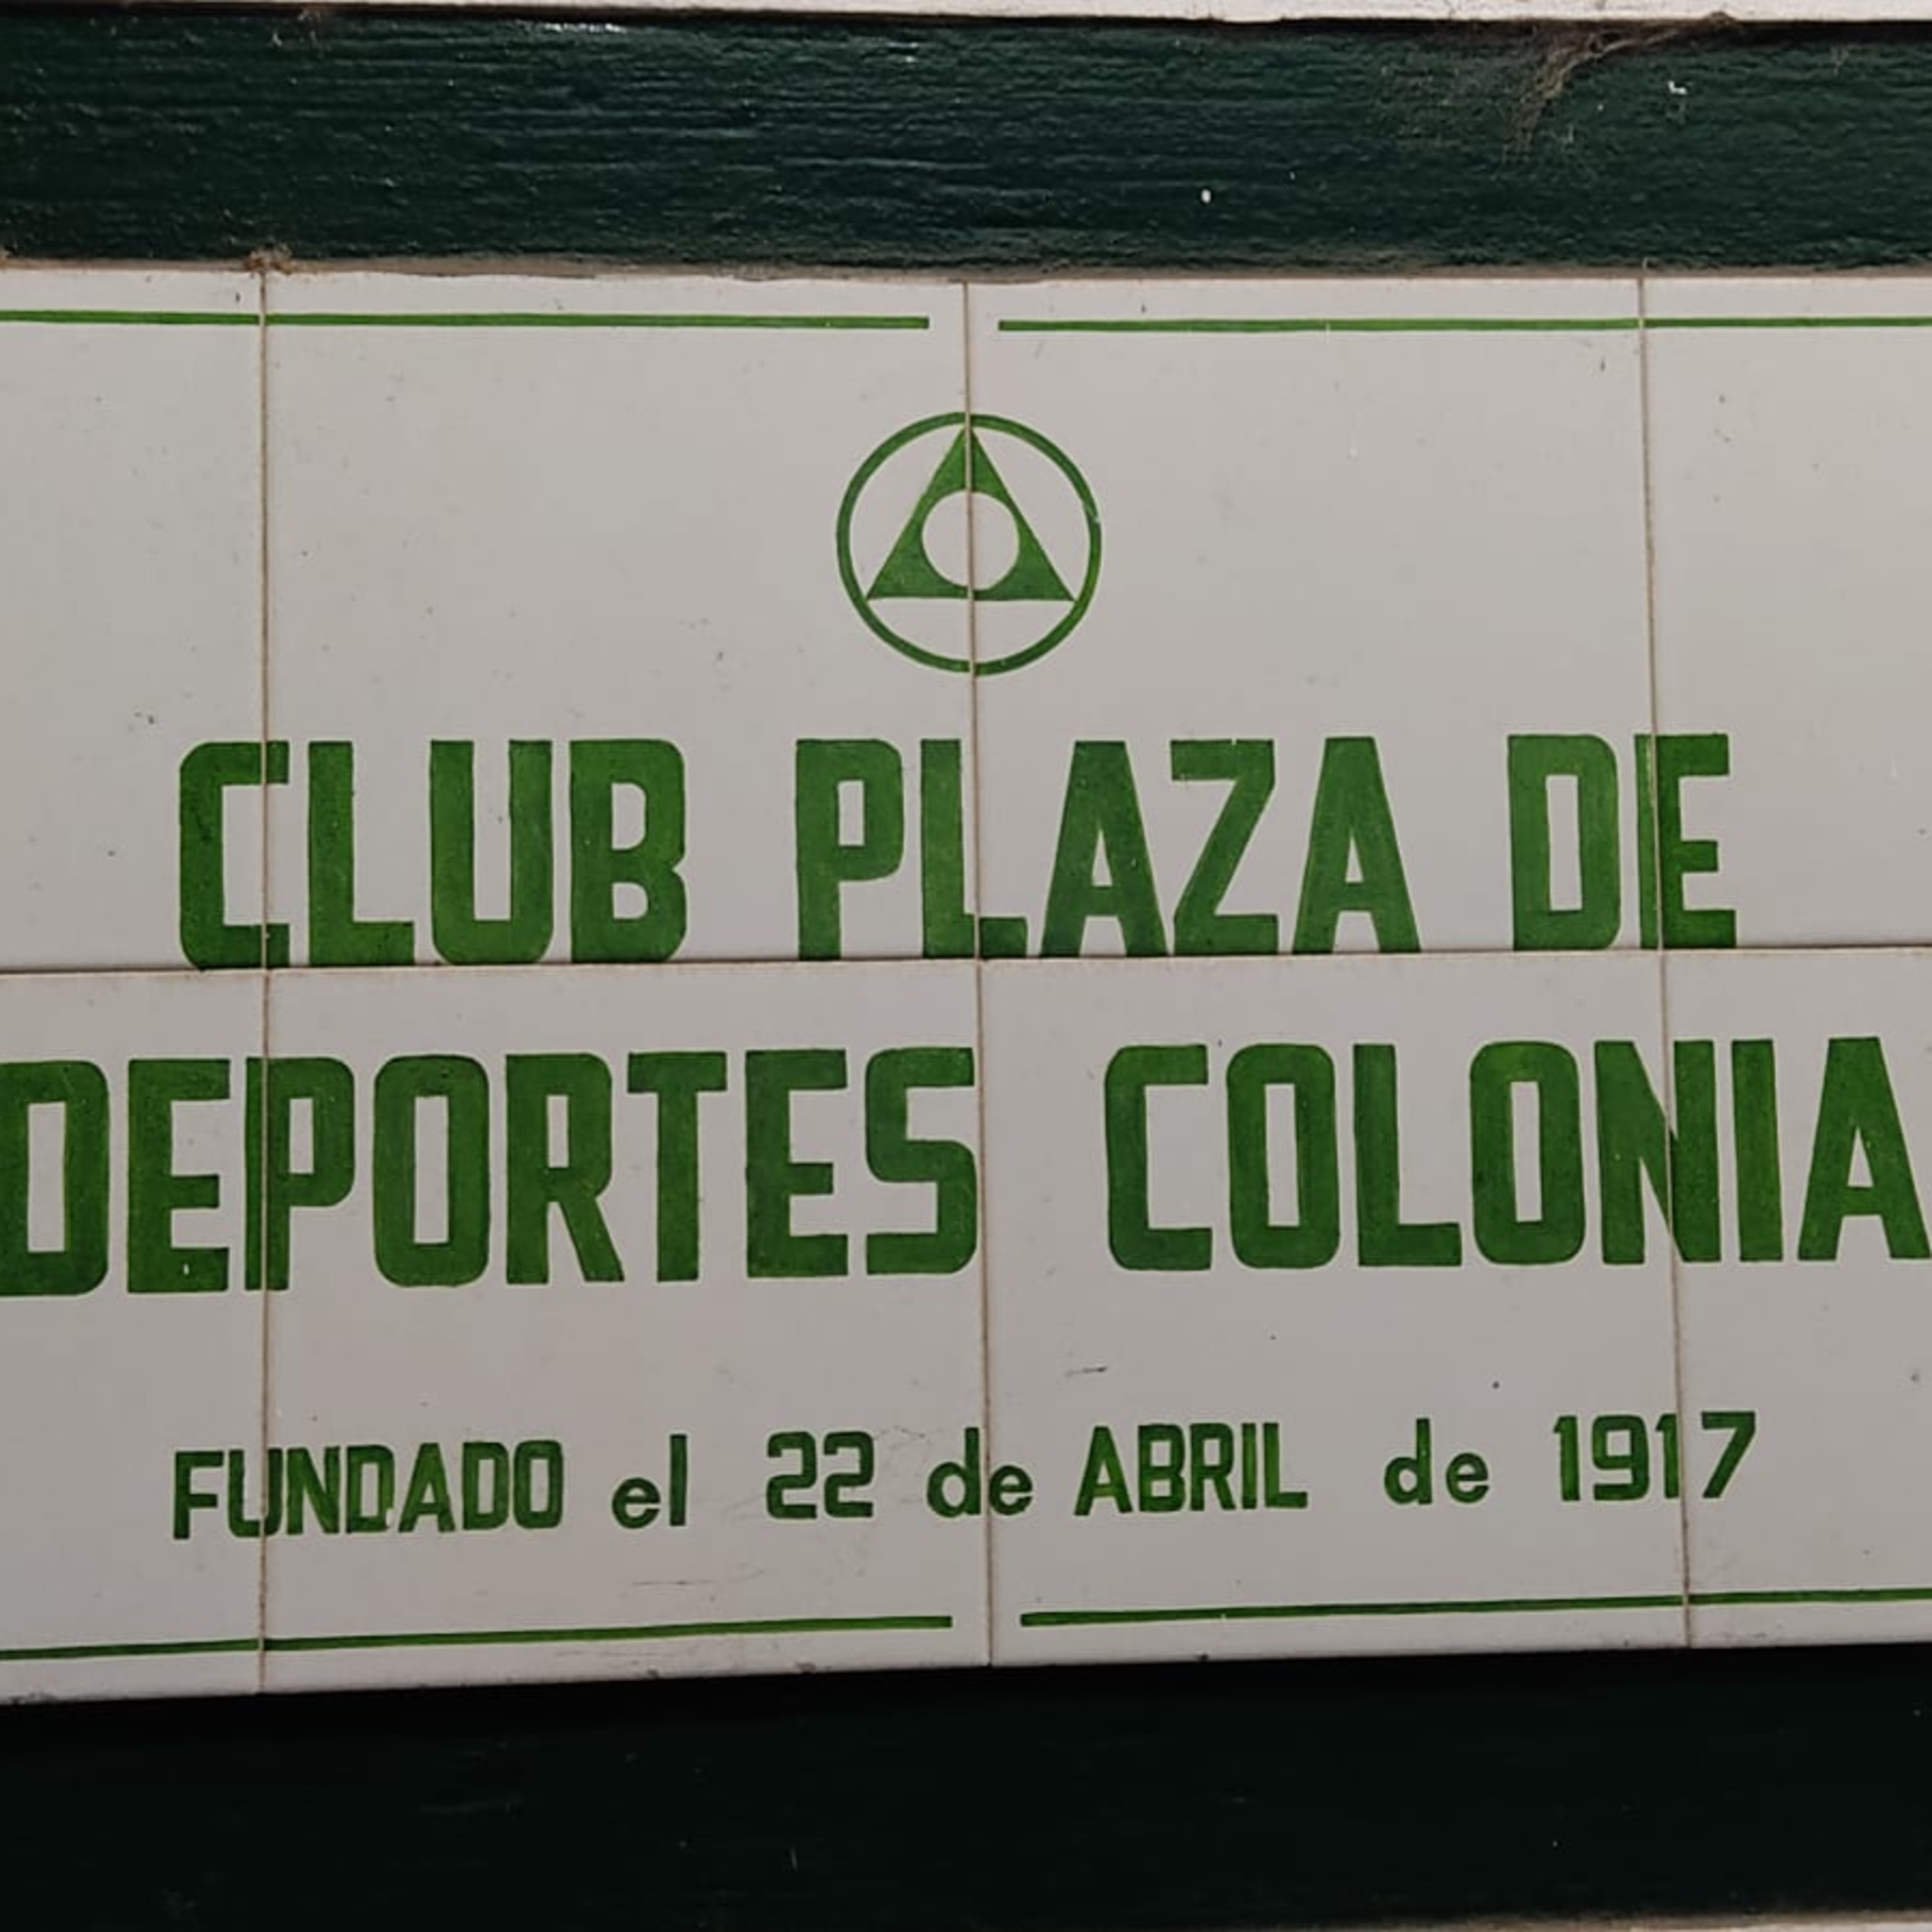 CLUB PLAZA DE
DEPORTES COLONIA
FUNDADO el 22 de ABRIL de 1917